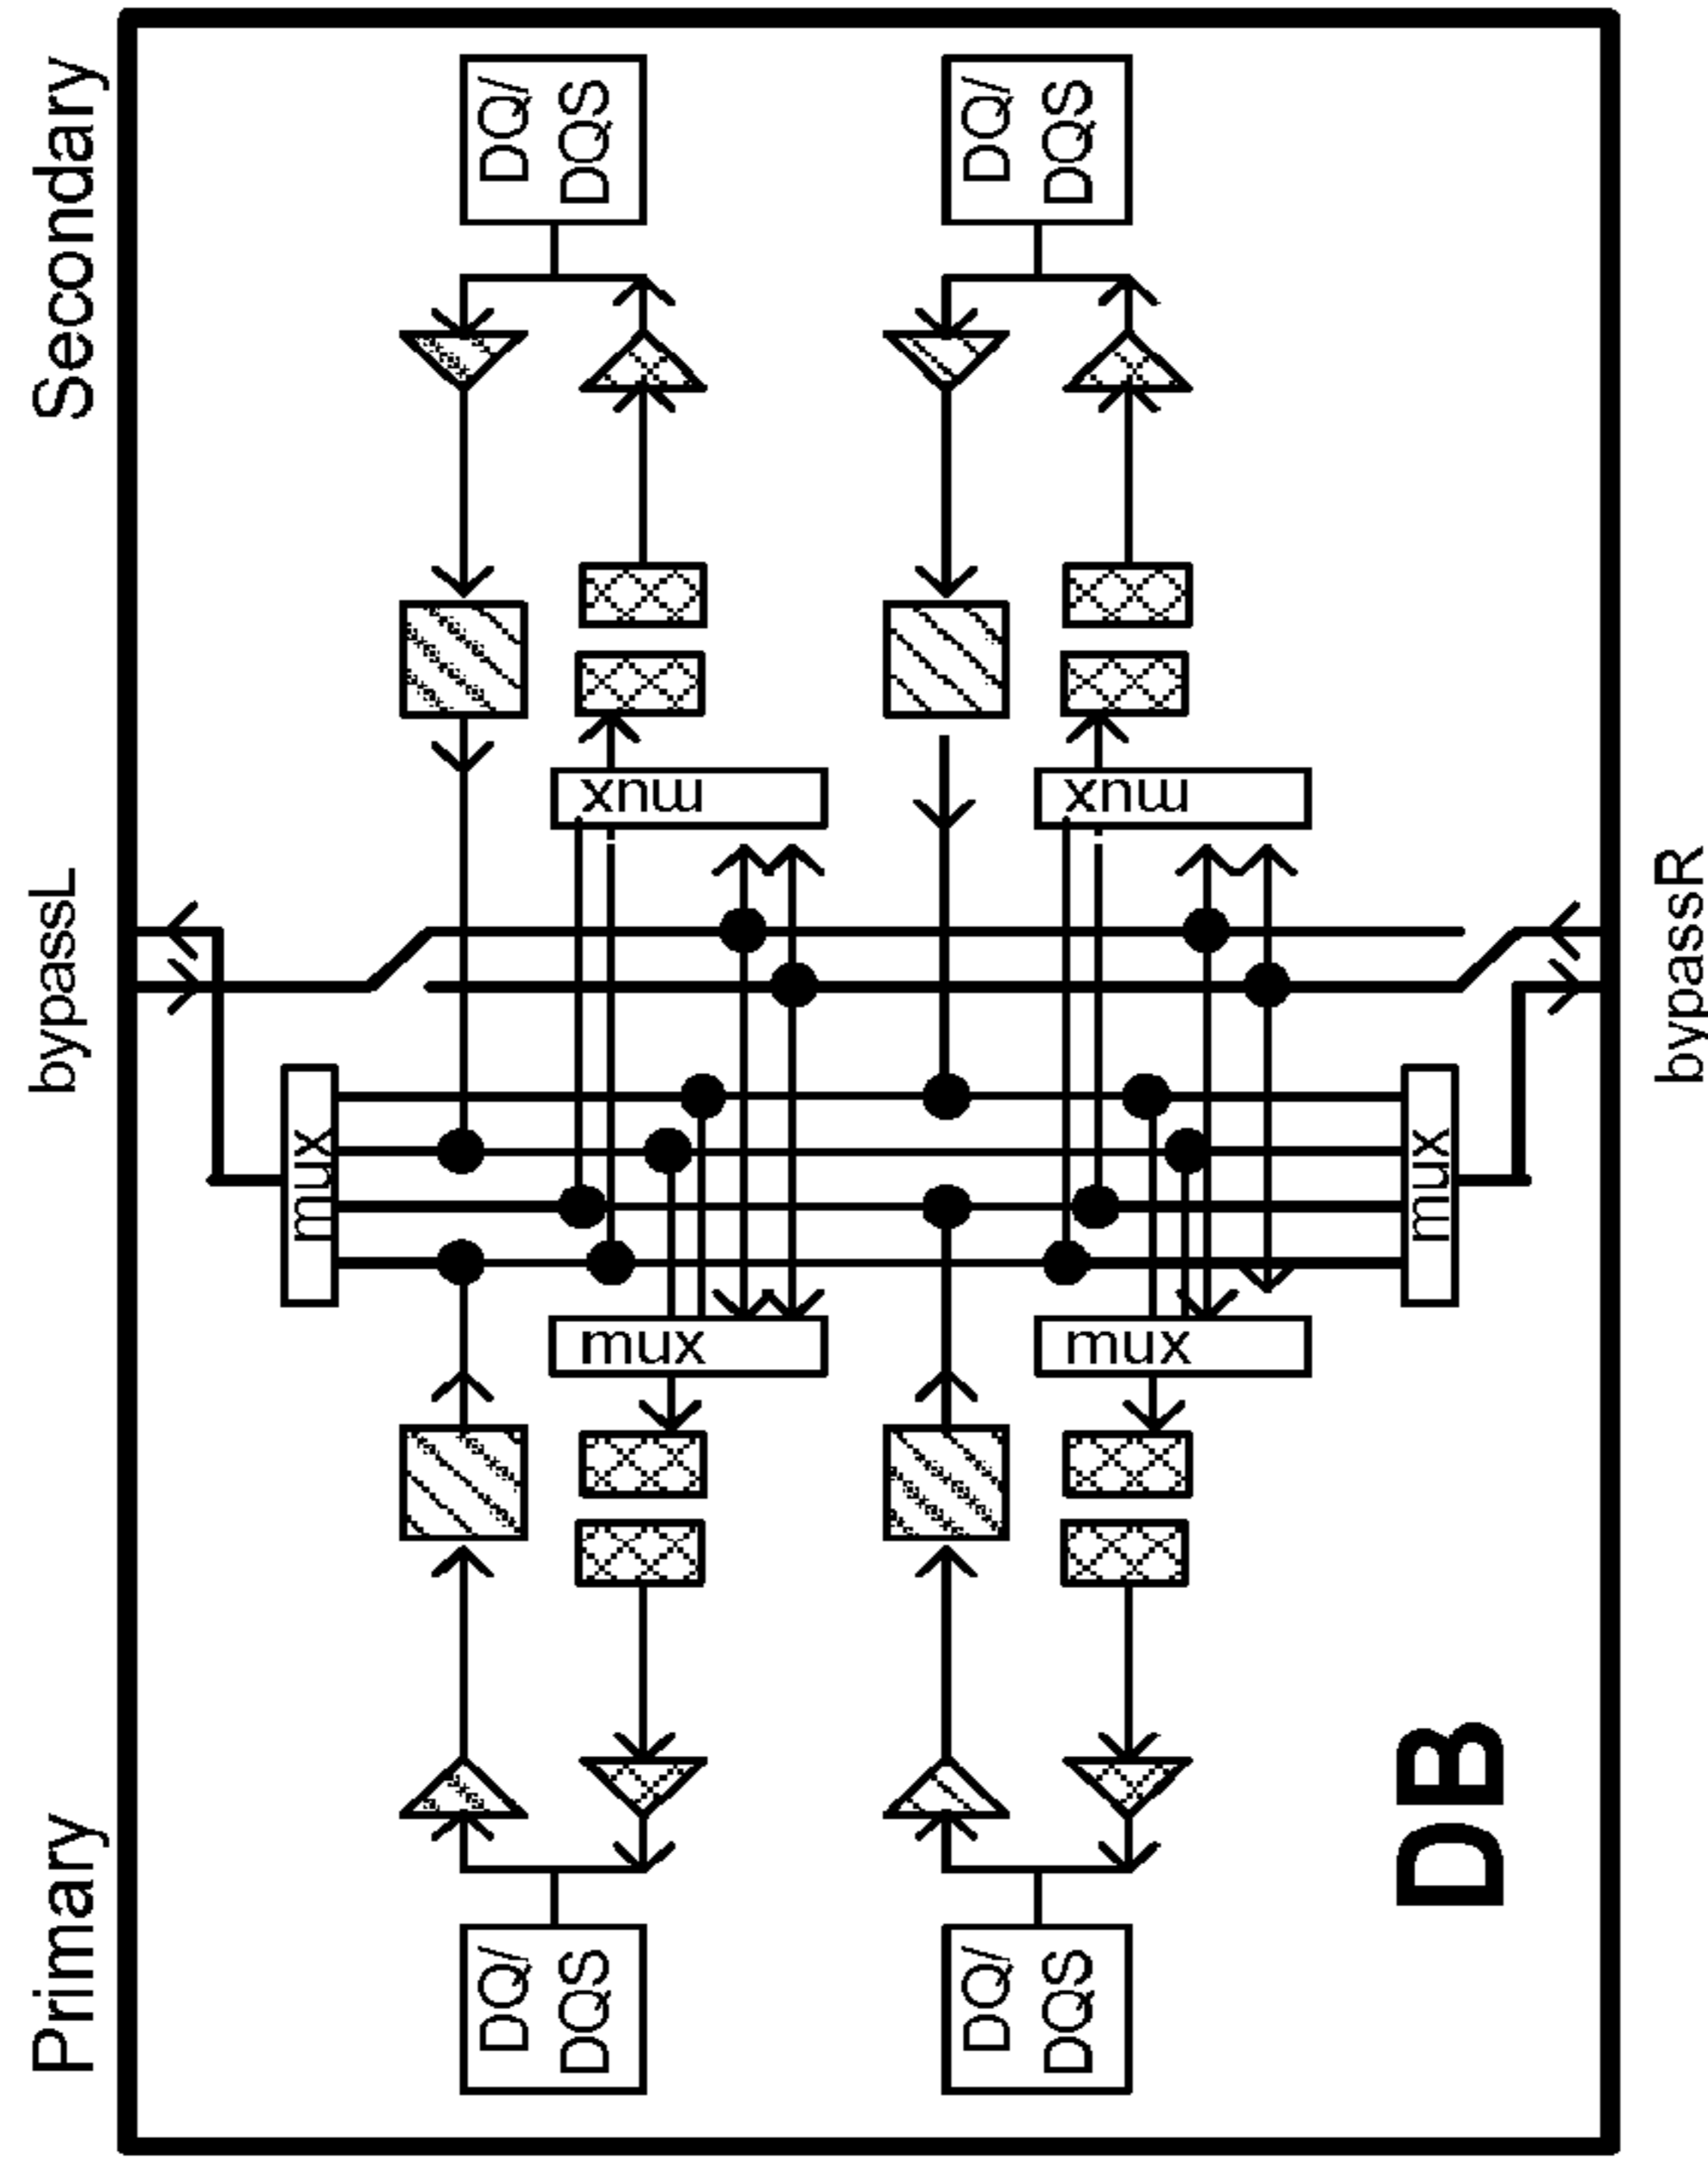 Primary
bypassL
Secondary
mux
DQ/
DQS
mux
mux
DQ/
DQS
DQ/
DQS
mux
mux
DQ/
DQS
DB
mux
bypassR